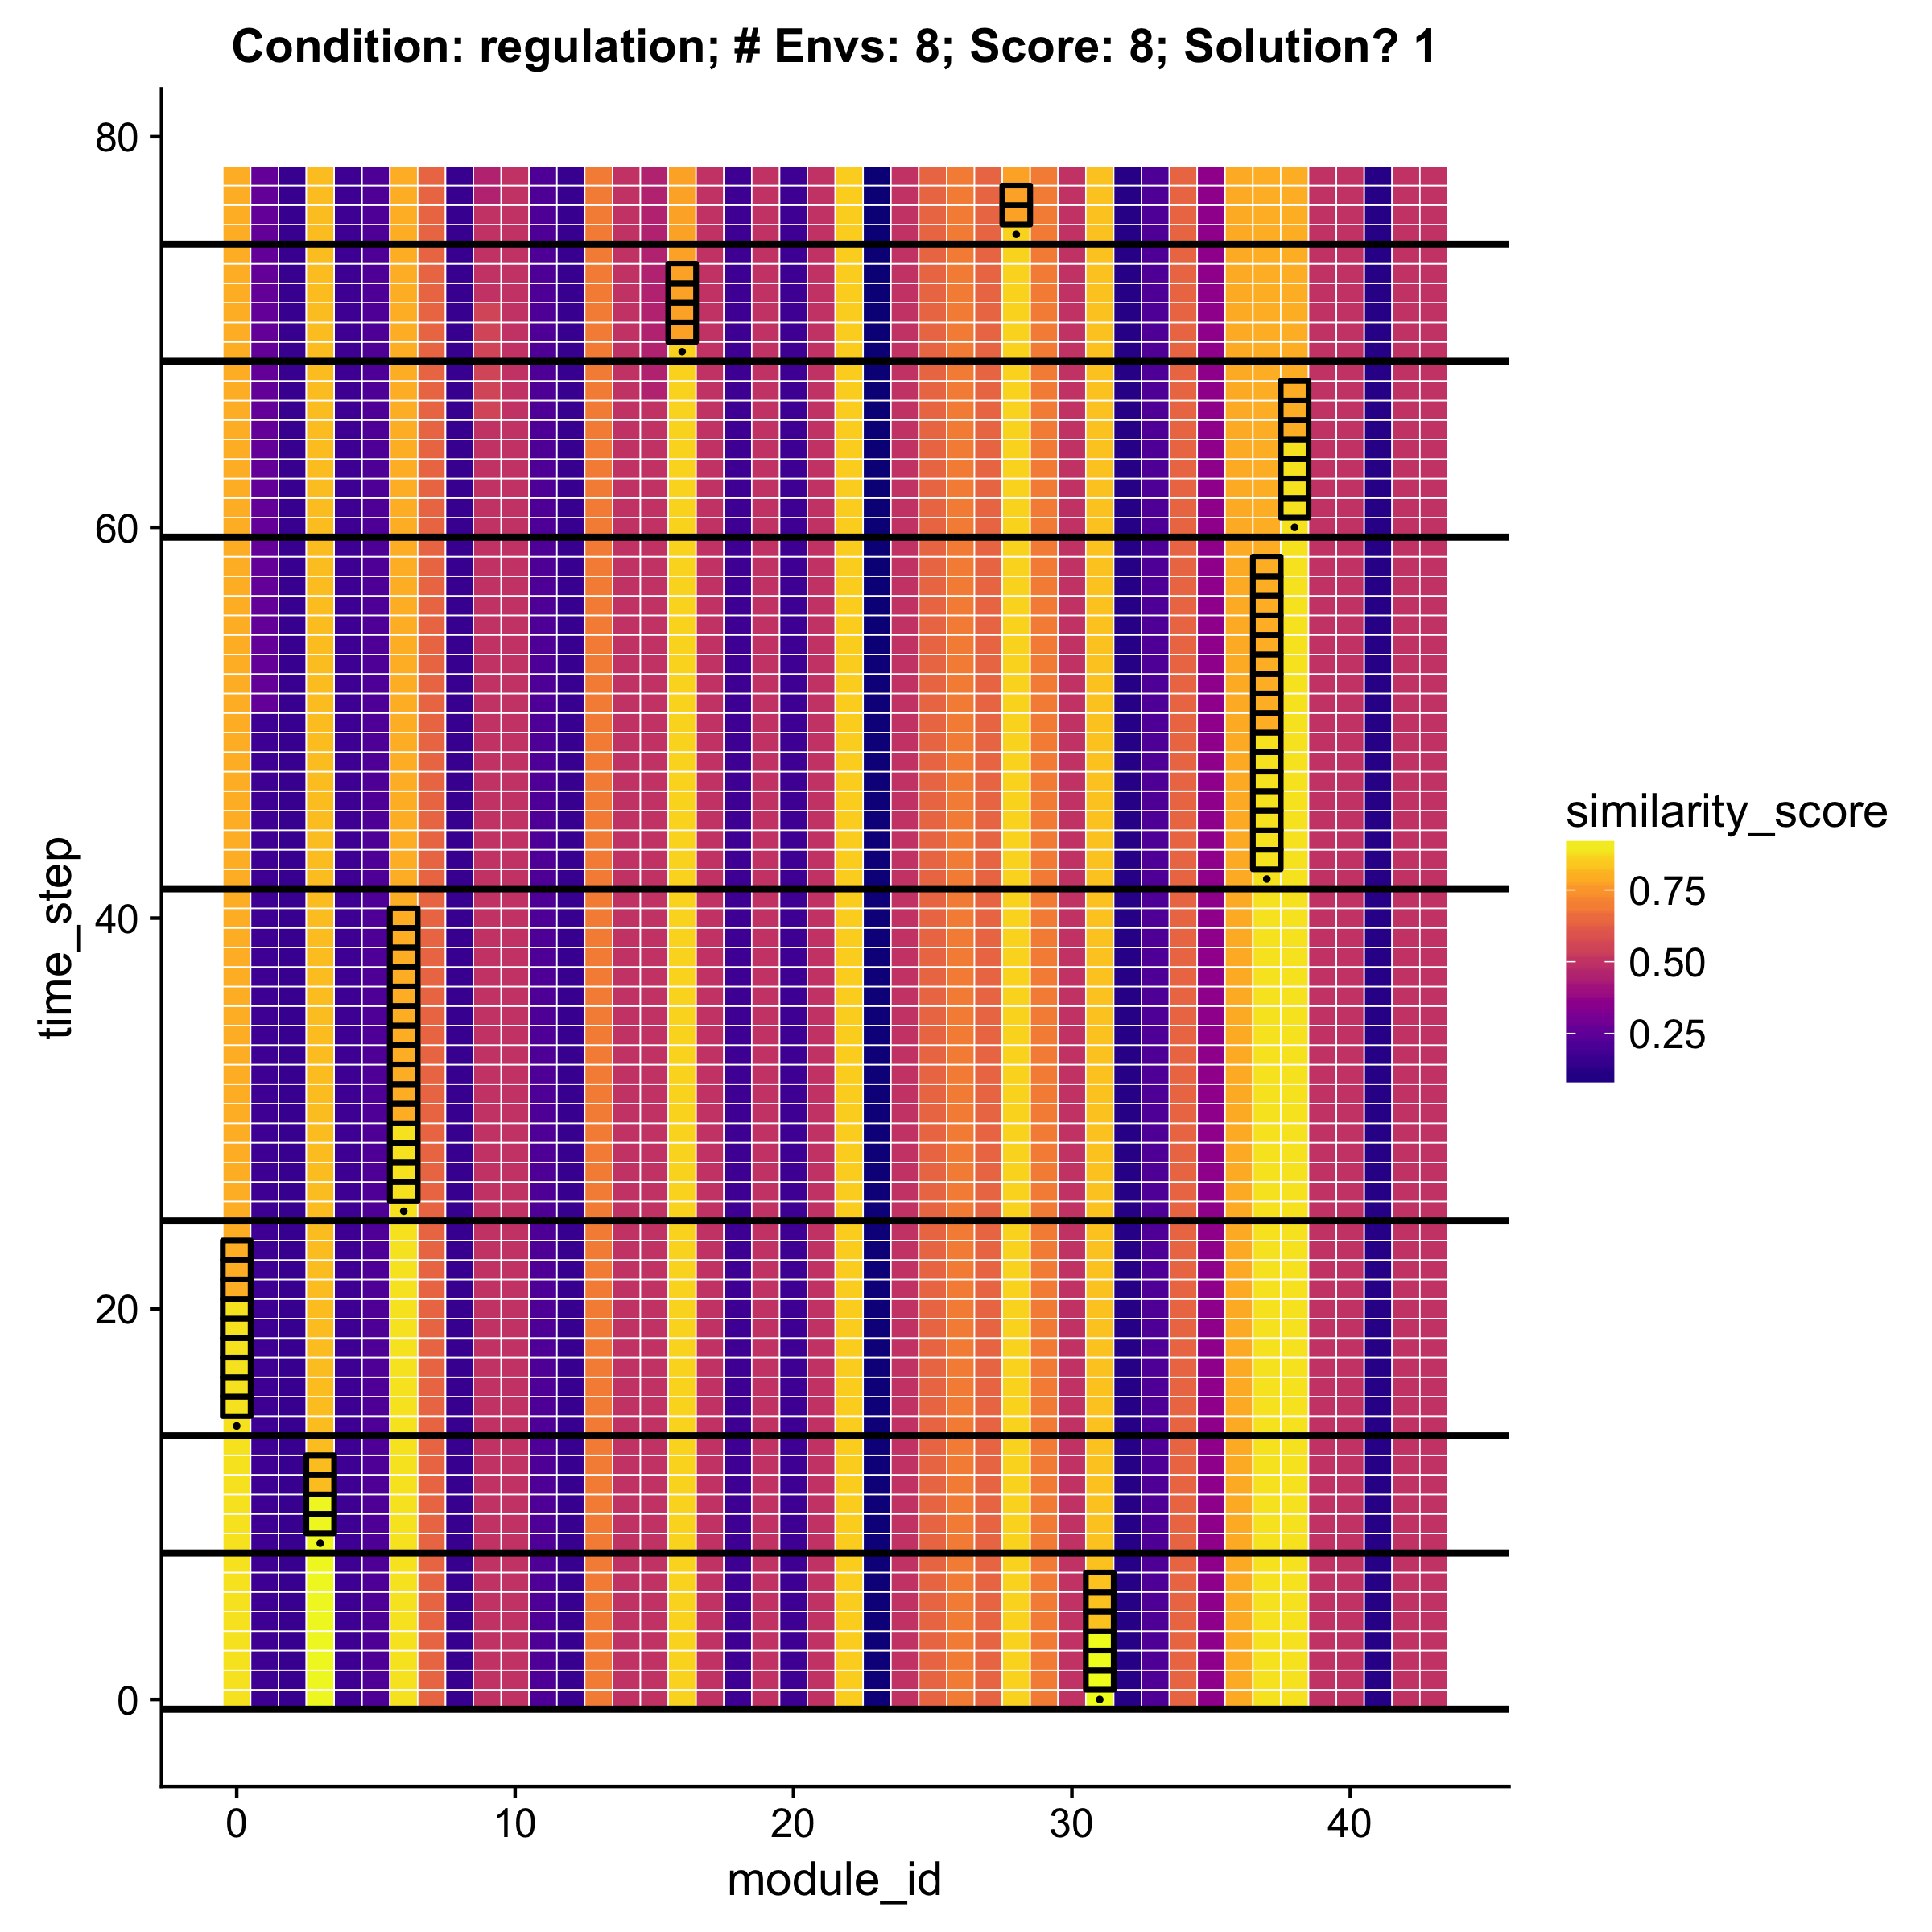 Condition: regulation; # Envs: 8; Score: 8; Solution? 1
80
60
40
20
0
time_step
0 10 20 30 40
module_id
similarity_score
0.75
0.50
0.25